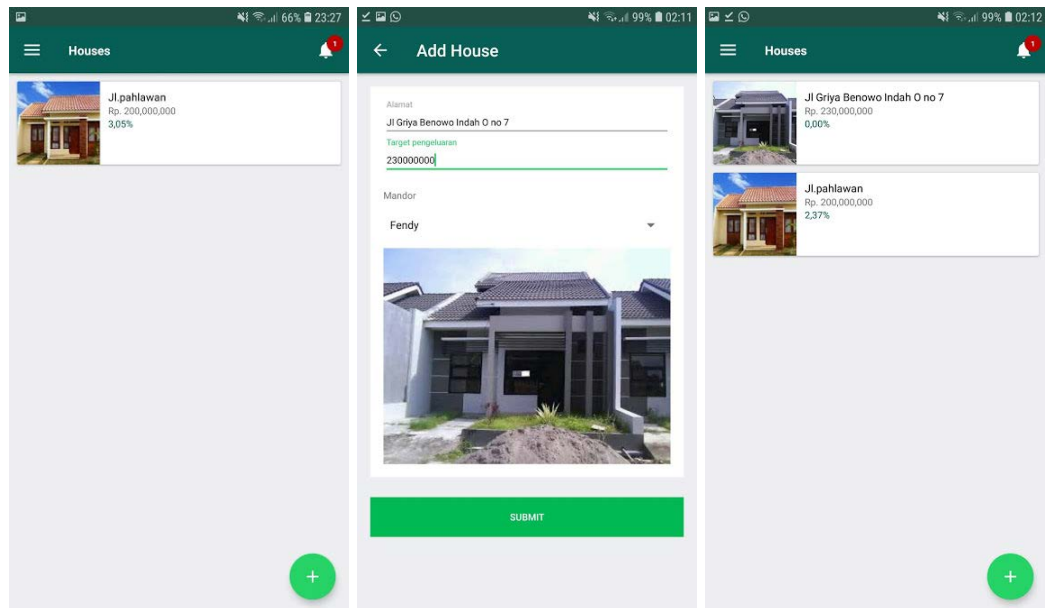 66% 23:27
Houses
1
Jl.pahlawan
Rp. 200,000,000
3,05%
+
99% 02:11
Add House
Alamat
Jl Griya Benowo Indah O no 7
Target pengeluaran
230000000
Mandor
Fendy
SUBMIT
99% 02:12
Houses
1
Jl Griya Benowo Indah O no 7
Rp. 230,000,000
0,00%
Jl.pahlawan
Rp. 200,000,000
2,37%
+